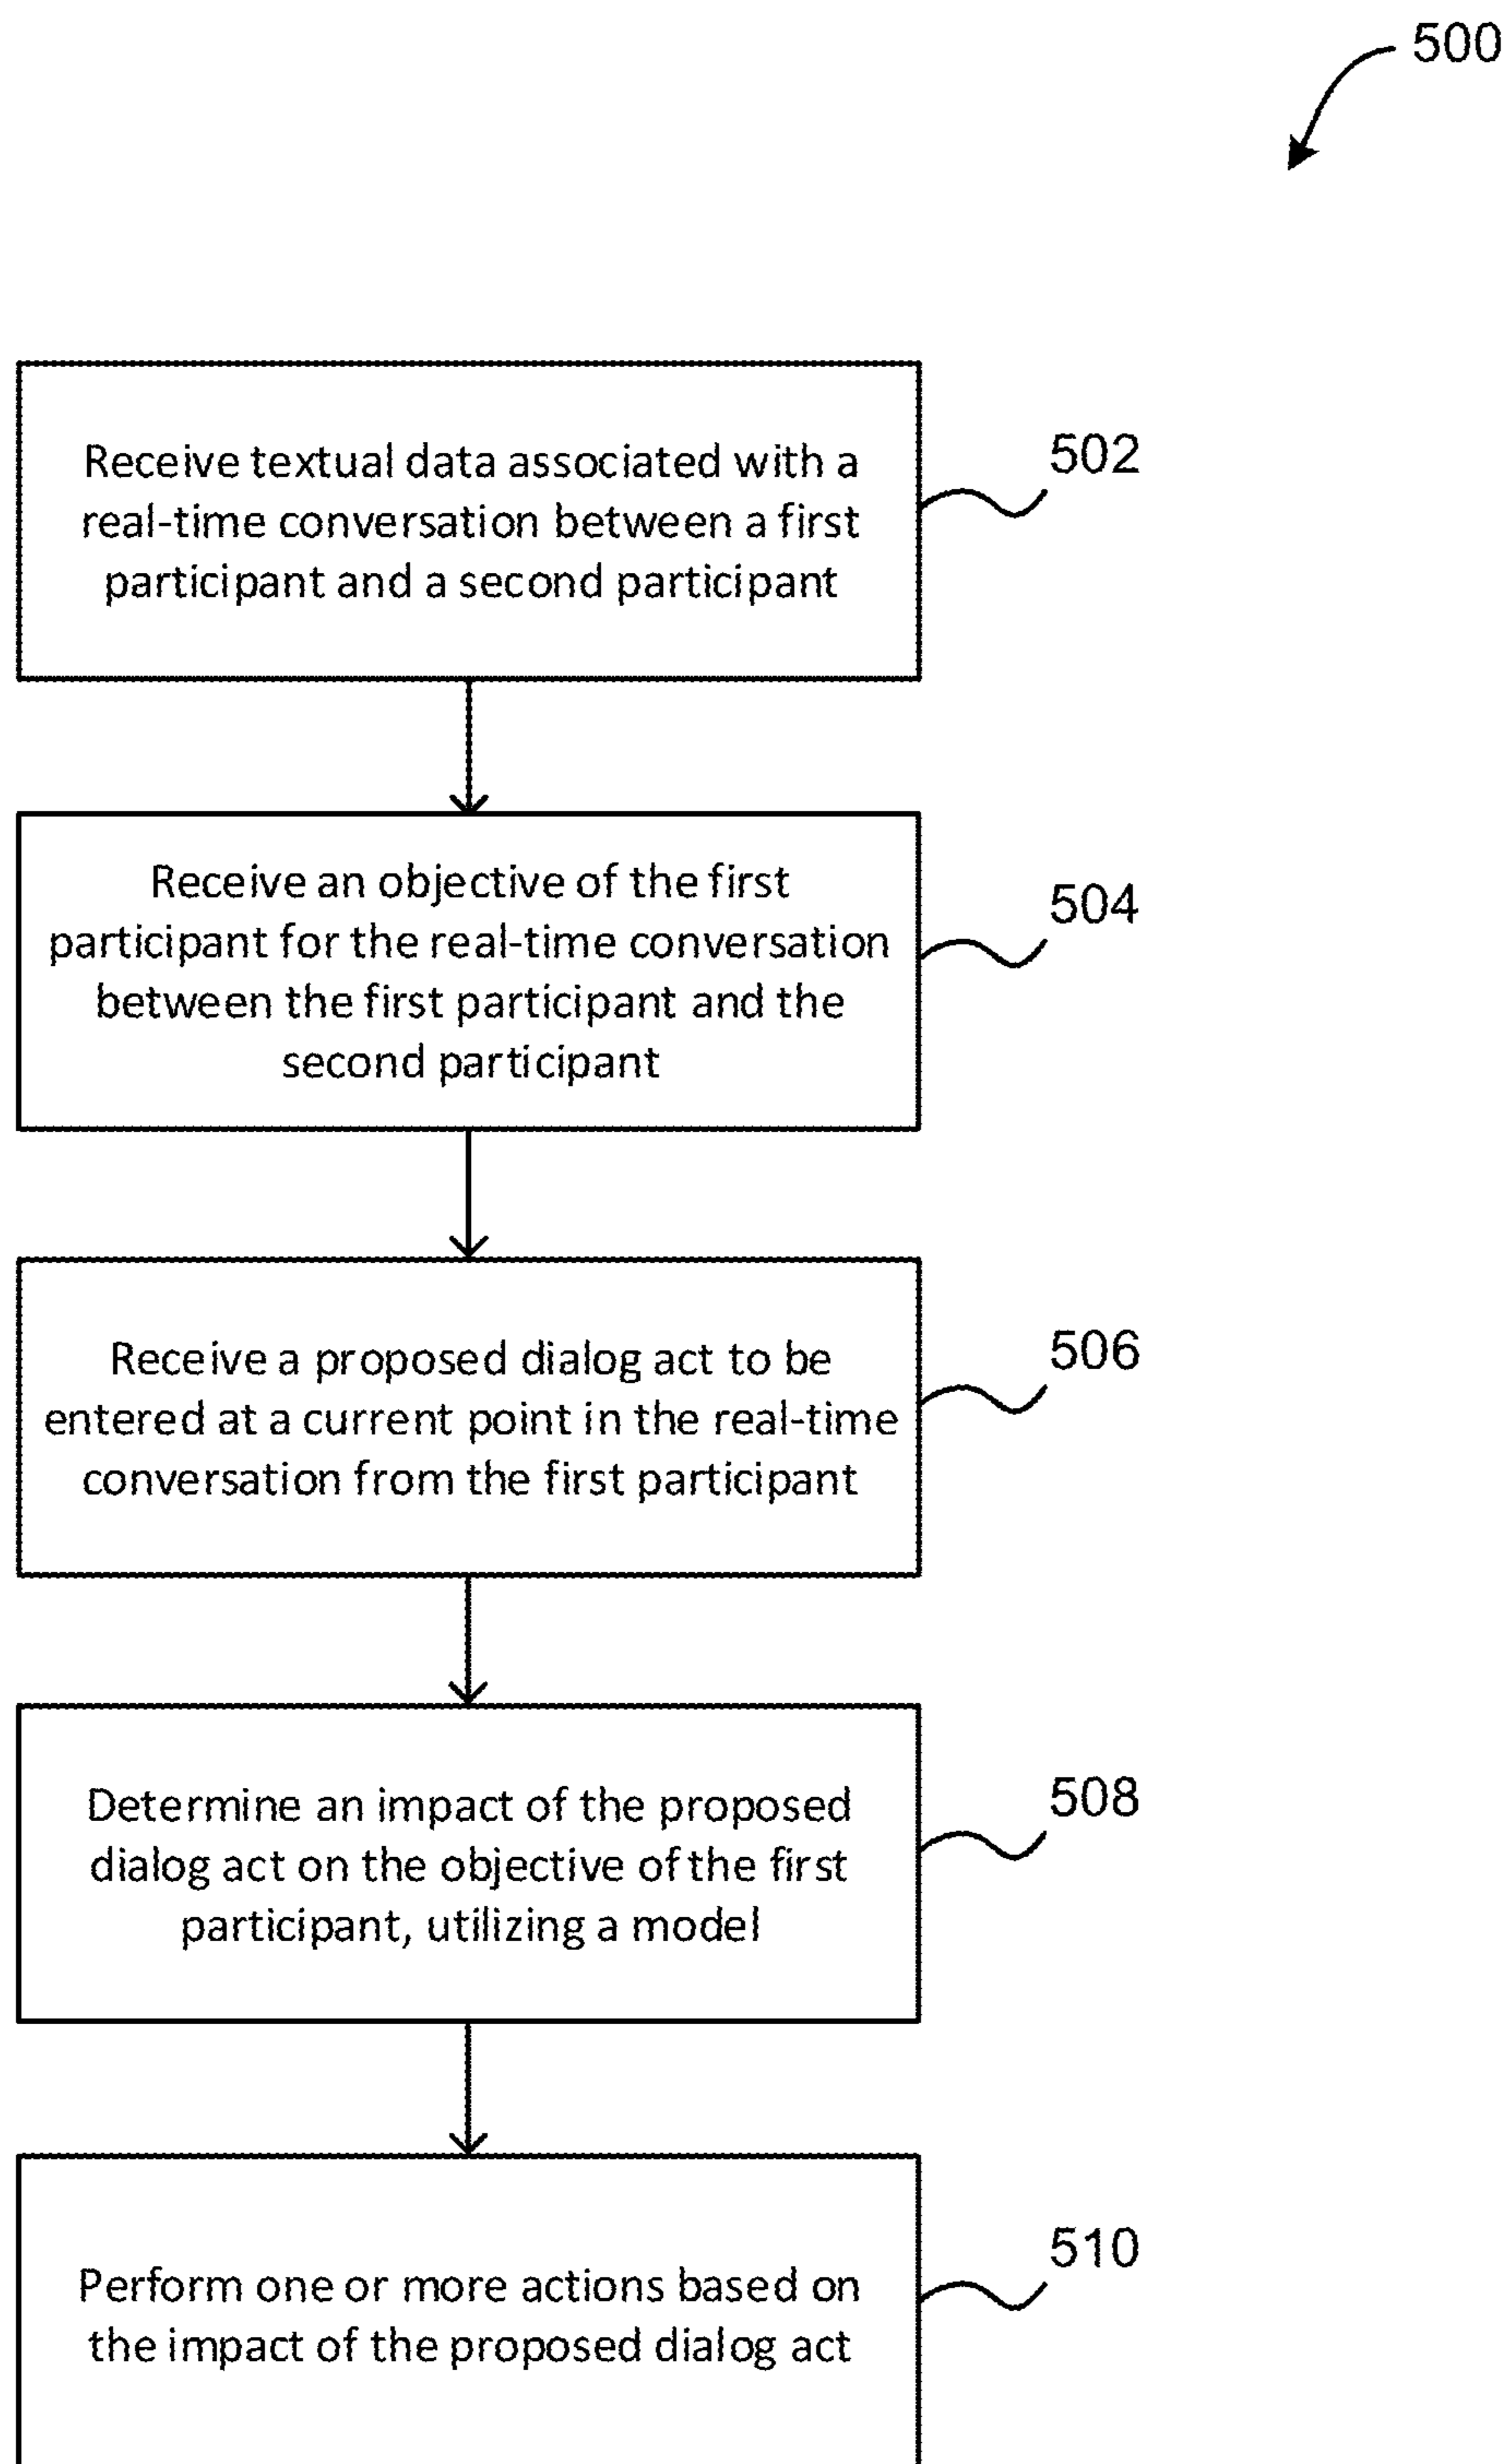 500
Receive textual data associated with a
real-time conversation between a first
participant and a second participant
502
Receive an objective of the first
participant for the real-time conversation
between the first participant and the
second participant
504
Receive a proposed dialog act to be
entered at a current point in the real-time
conversation from the first participant
506
Determine an impact of the proposed
dialog act on the objective of the first
participant, utilizing a model
508
Perform one or more actions based on
the impact of the proposed dialog act
510